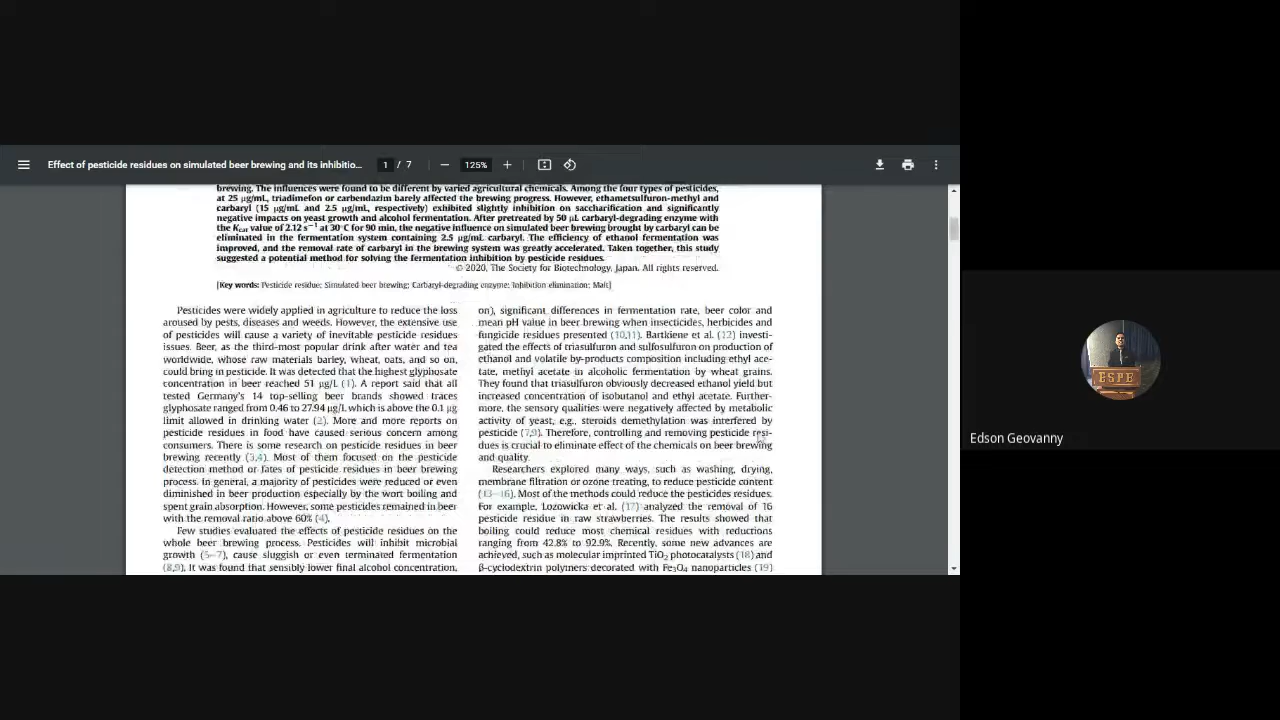 Effect of pesticide residues on simulated beer brewing and its inhibitio...
1 / 7
125%
brewing. The influences were found to be different by varied agricultural chemicals. Among the four types of pesticides,
at 25 μg/mL, triadimefon or carbendazim barely affected the brewing progress. However, ethametsulfuron-methyl and
carbaryl (15 μg/mL and 2.5 μg/mL, respectively) exhibited slightly inhibition on saccharification and significantly
negative impacts on yeast growth and alcohol fermentation. After pretreated by 50 μL carbaryl-degrading enzyme with
the Kcat value of 2.12 s⁻¹ at 30°C for 90 min, the negative influence on simulated beer brewing brought by carbaryl can be
eliminated in the fermentation system containing 2.5 μg/mL carbaryl. The efficiency of ethanol fermentation was
improved, and the removal rate of carbaryl in the brewing system was greatly accelerated. Taken together, this study
suggested a potential method for solving the fermentation inhibition by pesticide residues.
© 2020, The Society for Biotechnology, Japan. All rights reserved.
[Key words: Pesticide residue; Simulated beer brewing; Carbaryl-degrading enzyme; Inhibition elimination; Malt]
Pesticides were widely applied in agriculture to reduce the loss
aroused by pests, diseases and weeds. However, the extensive use
of pesticides will cause a variety of inevitable pesticide residues
issues. Beer, as the third-most popular drink after water and tea
worldwide, whose raw materials barley, wheat, oats, and so on,
could bring in pesticide. It was detected that the highest glyphosate
concentration in beer reached 51 μg/L (1). A report said that all
tested Germany's 14 top-selling beer brands showed traces
glyphosate ranged from 0.46 to 27.94 μg/L which is above the 0.1 μg
limit allowed in drinking water (2). More and more reports on
pesticide residues in food have caused serious concern among
consumers. There is some research on pesticide residues in beer
brewing recently (3,4). Most of them focused on the pesticide
detection method or fates of pesticide residues in beer brewing
process. In general, a majority of pesticides were reduced or even
diminished in beer production especially by the wort boiling and
spent grain absorption. However, some pesticides remained in beer
with the removal ratio above 60% (4).
Few studies evaluated the effects of pesticide residues on the
whole beer brewing process. Pesticides will inhibit microbial
growth (5–7), cause sluggish or even terminated fermentation
(8,9). It was found that sensibly lower final alcohol concentration,
on), significant differences in fermentation rate, beer color and
mean pH value in beer brewing when insecticides, herbicides and
fungicide residues presented (10,11). Bartkiene et al. (12) investi-
gated the effects of triasulfuron and sulfosulfuron on production of
ethanol and volatile by-products composition including ethyl ace-
tate, methyl acetate in alcoholic fermentation by wheat grains.
They found that triasulfuron obviously decreased ethanol yield but
increased concentration of isobutanol and ethyl acetate. Further-
more, the sensory qualities were negatively affected by metabolic
activity of yeast, e.g., steroids demethylation was interfered by
pesticide (7,9). Therefore, controlling and removing pesticide resi-
dues is crucial to eliminate effect of the chemicals on beer brewing
and quality.
Researchers explored many ways, such as washing, drying,
membrane filtration or ozone treating, to reduce pesticide content
(13–16). Most of the methods could reduce the pesticides residues.
For example, Lozowicka et al. (17) analyzed the removal of 16
pesticide residue in raw strawberries. The results showed that
boiling could reduce most chemical residues with reductions
ranging from 42.8% to 92.9%. Recently, some new advances are
achieved, such as molecular imprinted TiO₂ photocatalysts (18) and
β-cyclodextrin polymers decorated with Fe₃O₄ nanoparticles (19)
ESPE
Edson Geovanny